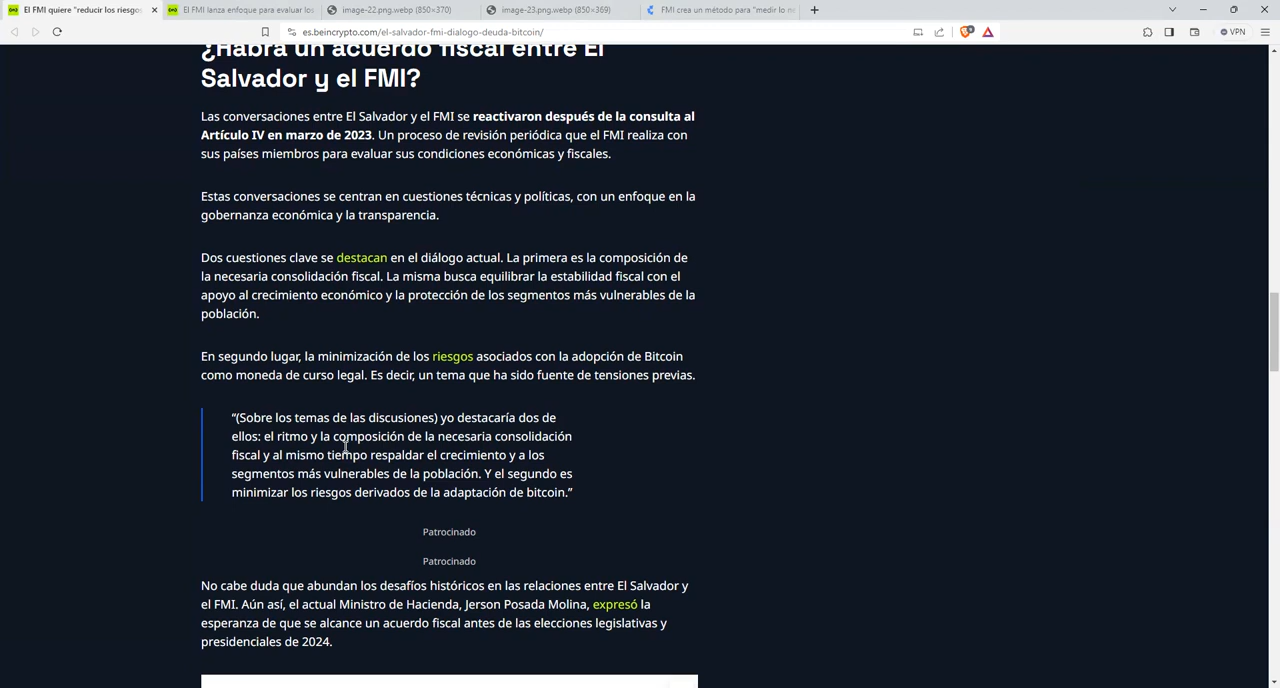 El FMI quiere "reducir los riesgos
El FMI lanza enfoque para evaluar los
image-22.png.webp (850×370)
image-23.png.webp (850×369)
FMI crea un método para "medir lo
es.beincrypto.com/el-salvador-fmi-dialogo-deuda-bitcoin/
VPN
¿Habrá un acuerdo fiscal entre El
Salvador y el FMI?
Las conversaciones entre El Salvador y el FMI se reactivaron después de la consulta al
Artículo IV en marzo de 2023. Un proceso de revisión periódica que el FMI realiza con
sus países miembros para evaluar sus condiciones económicas y fiscales.
Estas conversaciones se centran en cuestiones técnicas y políticas, con un enfoque en la
gobernanza económica y la transparencia.
Dos cuestiones clave se destacan en el diálogo actual. La primera es la composición de
la necesaria consolidación fiscal. La misma busca equilibrar la estabilidad fiscal con el
apoyo al crecimiento económico y la protección de los segmentos más vulnerables de la
población.
En segundo lugar, la minimización de los riesgos asociados con la adopción de Bitcoin
como moneda de curso legal. Es decir, un tema que ha sido fuente de tensiones previas.
“(Sobre los temas de las discusiones) yo destacaría dos de
ellos: el ritmo y la composición de la necesaria consolidación
fiscal y al mismo tiempo respaldar el crecimiento y a los
segmentos más vulnerables de la población. Y el segundo es
minimizar los riesgos derivados de la adaptación de bitcoin.”
Patrocinado
Patrocinado
No cabe duda que abundan los desafíos históricos en las relaciones entre El Salvador y
el FMI. Aún así, el actual Ministro de Hacienda, Jerson Posada Molina, expresó la
esperanza de que se alcance un acuerdo fiscal antes de las elecciones legislativas y
presidenciales de 2024.